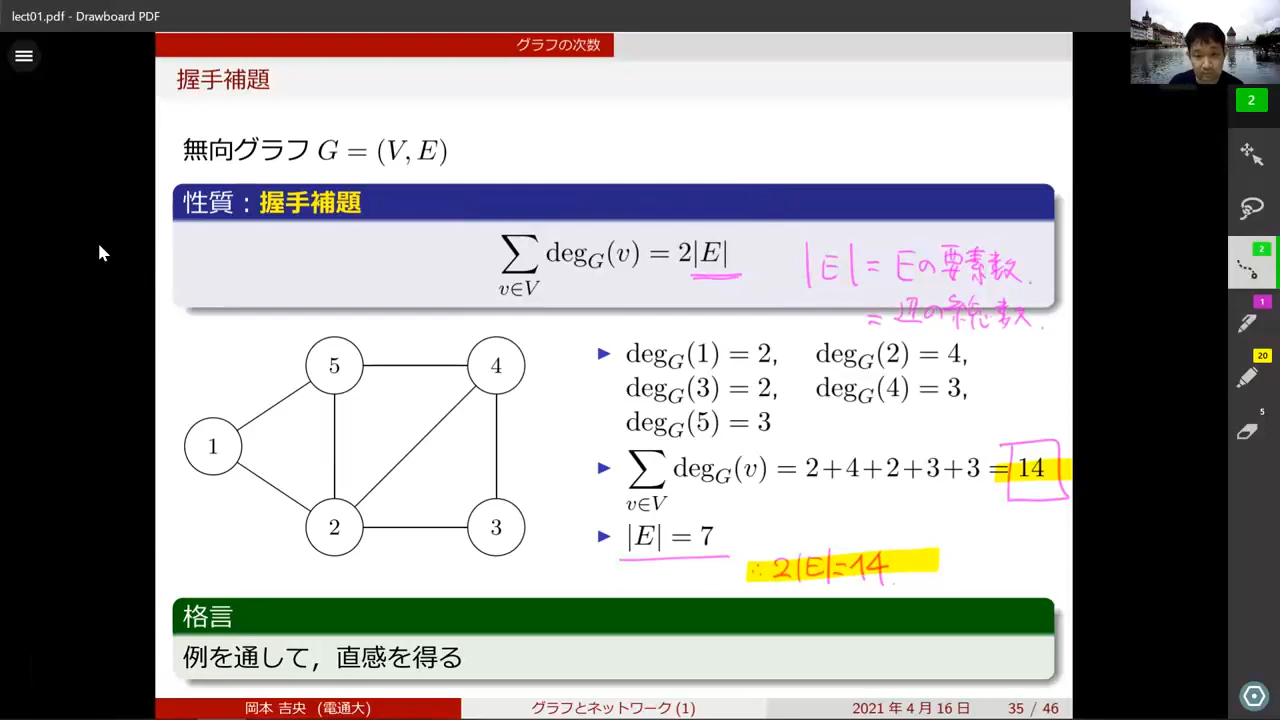 lect01.pdf - Drawboard PDF
グラフの次数
握手補題
無向グラフ G = (V, E)
性質：握手補題
∑ deg_G(v) = 2|E|
v∈V
|E| = Eの要素数.
= 辺の総数.
5
4
1
2
3
▶ deg_G(1) = 2, deg_G(2) = 4,
deg_G(3) = 2, deg_G(4) = 3,
deg_G(5) = 3
▶ ∑ deg_G(v) = 2+4+2+3+3 = 14
v∈V
▶ |E| = 7
∴ 2|E|=14.
格言
例を通して，直感を得る
岡本 吉央 (電通大)
グラフとネットワーク (1)
2021 年 4 月 16 日
35 / 46
2
2
1
20
5